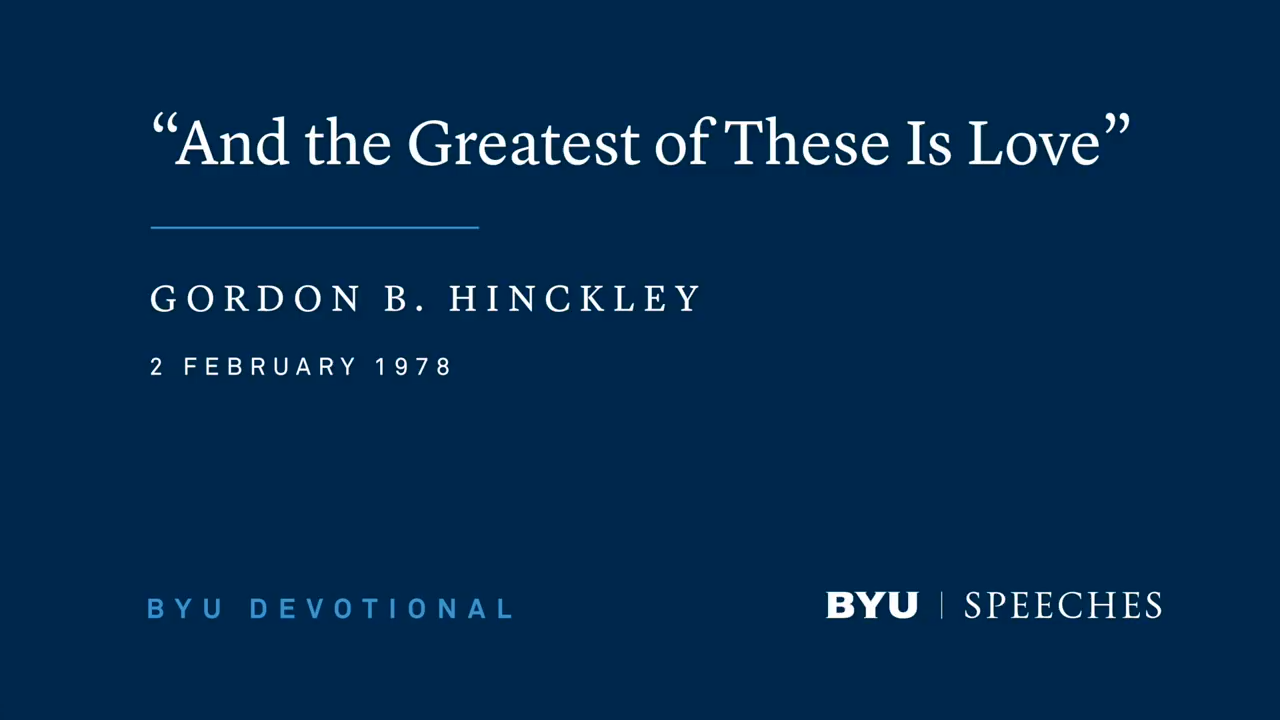 “And the Greatest of These Is Love”
GORDON B. HINCKLEY
2 FEBRUARY 1978
BYU DEVOTIONAL
BYU | SPEECHES